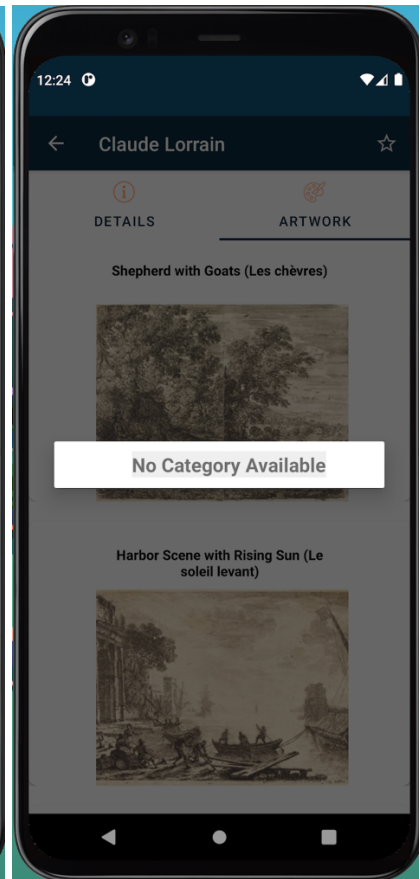 12:24
Claude Lorrain
DETAILS
ARTWORK
Shepherd with Goats (Les chèvres)
No Category Available
Harbor Scene with Rising Sun (Le
soleil levant)